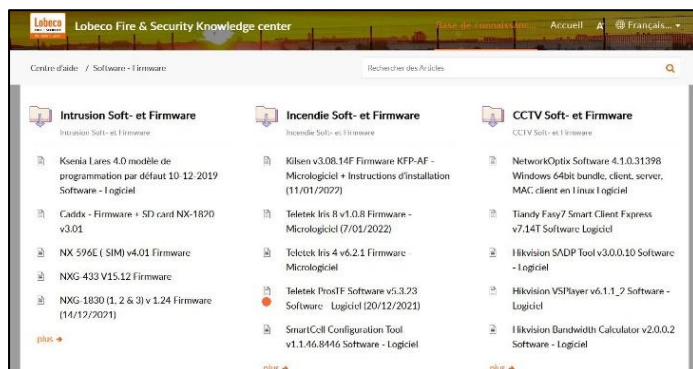 Lobeco
Lobeco Fire & Security Knowledge center
Base de connaissanc...
Accueil
Français...
Centre d'aide / Software - Firmware
Rechercher des Articles
Intrusion Soft- et Firmware
Intrusion Soft- et Firmware
Ksenia Lares 4.0 modèle de
programmation par défaut 10-12-2019
Software - Logiciel
Caddx - Firmware + SD card NX-1820
v3.01
NX 596E ( SIM) v4.01 Firmware
NXG-433 V15.12 Firmware
NXG-1830 (1, 2 & 3) v 1.24 Firmware
(14/12/2021)
plus
Incendie Soft- et Firmware
Incendie Soft- et Firmware
Kilsen v3.08.14F Firmware KFP-AF -
Micrologiciel + Instructions d'installation
(11/01/2022)
Teletek Iris 8 v1.0.8 Firmware -
Micrologiciel (7/01/2022)
Teletek Iris 4 v6.2.1 Firmware -
Micrologiciel
Teletek ProsTE Software v5.3.23
Software - Logiciel (20/12/2021)
SmartCell Configuration Tool
v1.1.46.8446 Software - Logiciel
plus
CCTV Soft- et Firmware
CCTV Soft- et Firmware
NetworkOptix Software 4.1.0.31398
Windows 64bit bundle, client, server,
MAC client en Linux Logiciel
Tiandy Easy7 Smart Client Express
v7.14T Software Logiciel
Hikvision SADP Tool v3.0.0.10 Software
- Logiciel
Hikvision VSPlayer v6.1.1_2 Software -
Logiciel
Hikvision Bandwidth Calculator v2.0.0.2
Software - Logiciel
plus